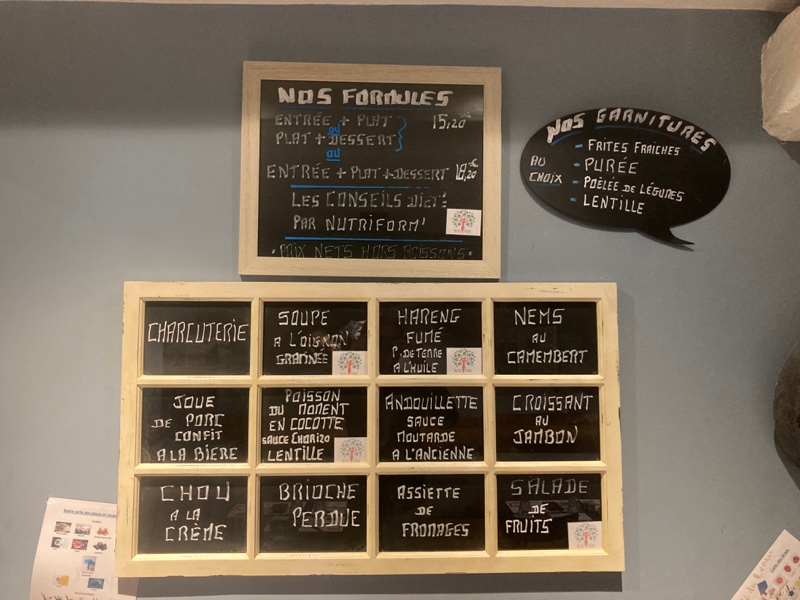 NOS FORMULES
ENTRÉE + PLAT
ou
PLAT + DESSERT
15,20
ou
ENTRÉE + PLAT + DESSERT 18,20
LES CONSEILS DIET'
PAR NUTRIFORM'
PRIX NETS HORS BOISSONS
NOS GARNITURES
AU
CHOIX
- FRITES FRAICHES
- PURÉE
- POÊLÉE DE LÉGUMES
- LENTILLE
CHARCUTERIE
SOUPE
A L'OIGNON
GRATINÉE
HARENG
FUMÉ
P. DE TERRE
A L'HUILE
NEMS
AU
CAMEMBERT
JOUE
DE PORC
CONFIT
A LA BIERE
POISSON
DU MOMENT
EN COCOTTE
SAUCE CHORIZO
LENTILLE
ANDOUILLETTE
SAUCE
MOUTARDE
A L'ANCIENNE
CROISSANT
AU
JAMBON
CHOU
A LA
CRÈME
BRIOCHE
PERDUE
ASSIETTE
DE
FROMAGES
SALADE
DE
FRUITS